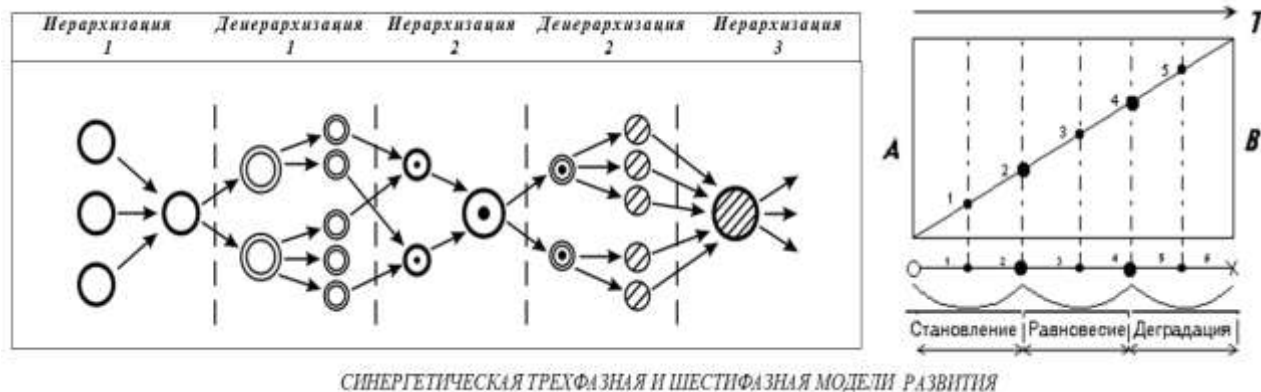 Иерархизация Деиерархизация Иерархизация Деиерархизация Иерархизация
1 1 2 2 3
T
A
B
1
2
3
4
5
1 2 3 4 5 6
Становление Равновесие Деградация
СИНЕРГЕТИЧЕСКАЯ ТРЕХФАЗНАЯ И ШЕСТИФАЗНАЯ МОДЕЛИ РАЗВИТИЯ